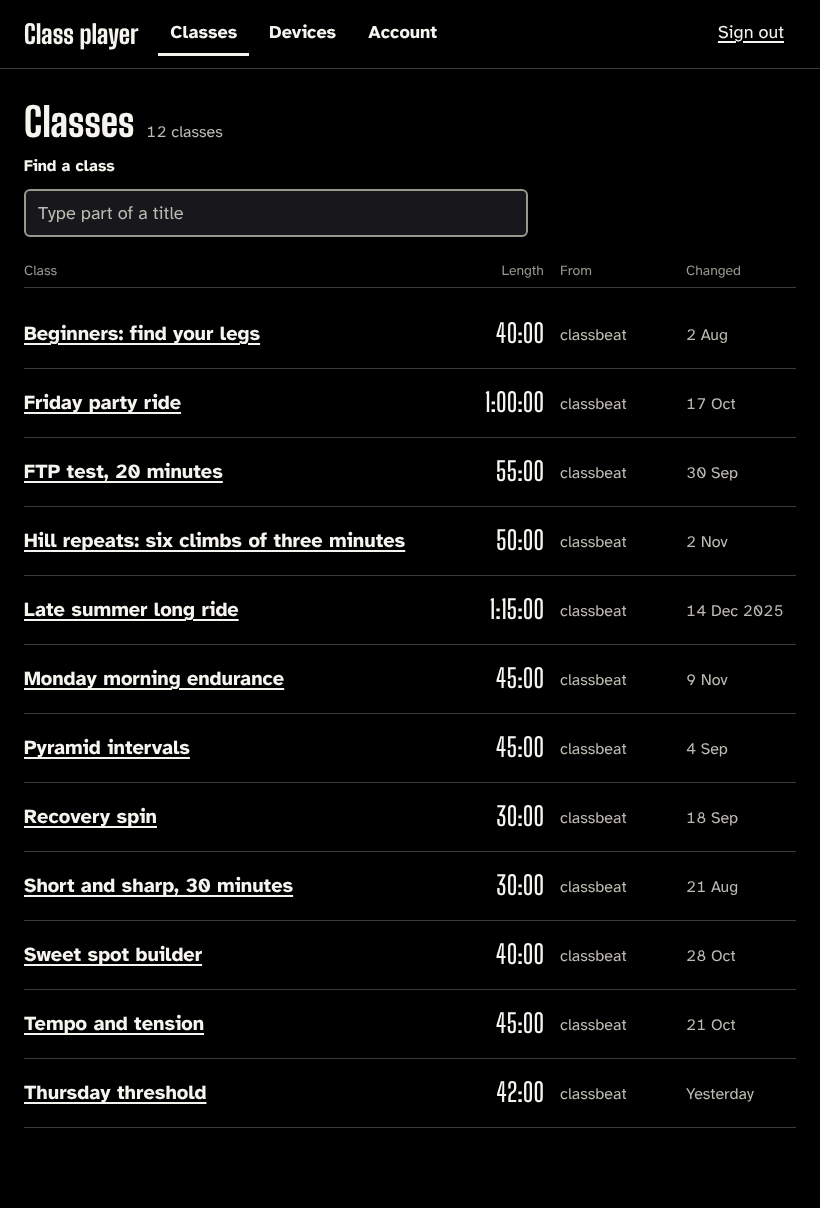 Class player Classes Devices Account Sign out
Classes 12 classes
Find a class
Type part of a title
Class Length From Changed
Beginners: find your legs 40:00 classbeat 2 Aug
Friday party ride 1:00:00 classbeat 17 Oct
FTP test, 20 minutes 55:00 classbeat 30 Sep
Hill repeats: six climbs of three minutes 50:00 classbeat 2 Nov
Late summer long ride 1:15:00 classbeat 14 Dec 2025
Monday morning endurance 45:00 classbeat 9 Nov
Pyramid intervals 45:00 classbeat 4 Sep
Recovery spin 30:00 classbeat 18 Sep
Short and sharp, 30 minutes 30:00 classbeat 21 Aug
Sweet spot builder 40:00 classbeat 28 Oct
Tempo and tension 45:00 classbeat 21 Oct
Thursday threshold 42:00 classbeat Yesterday